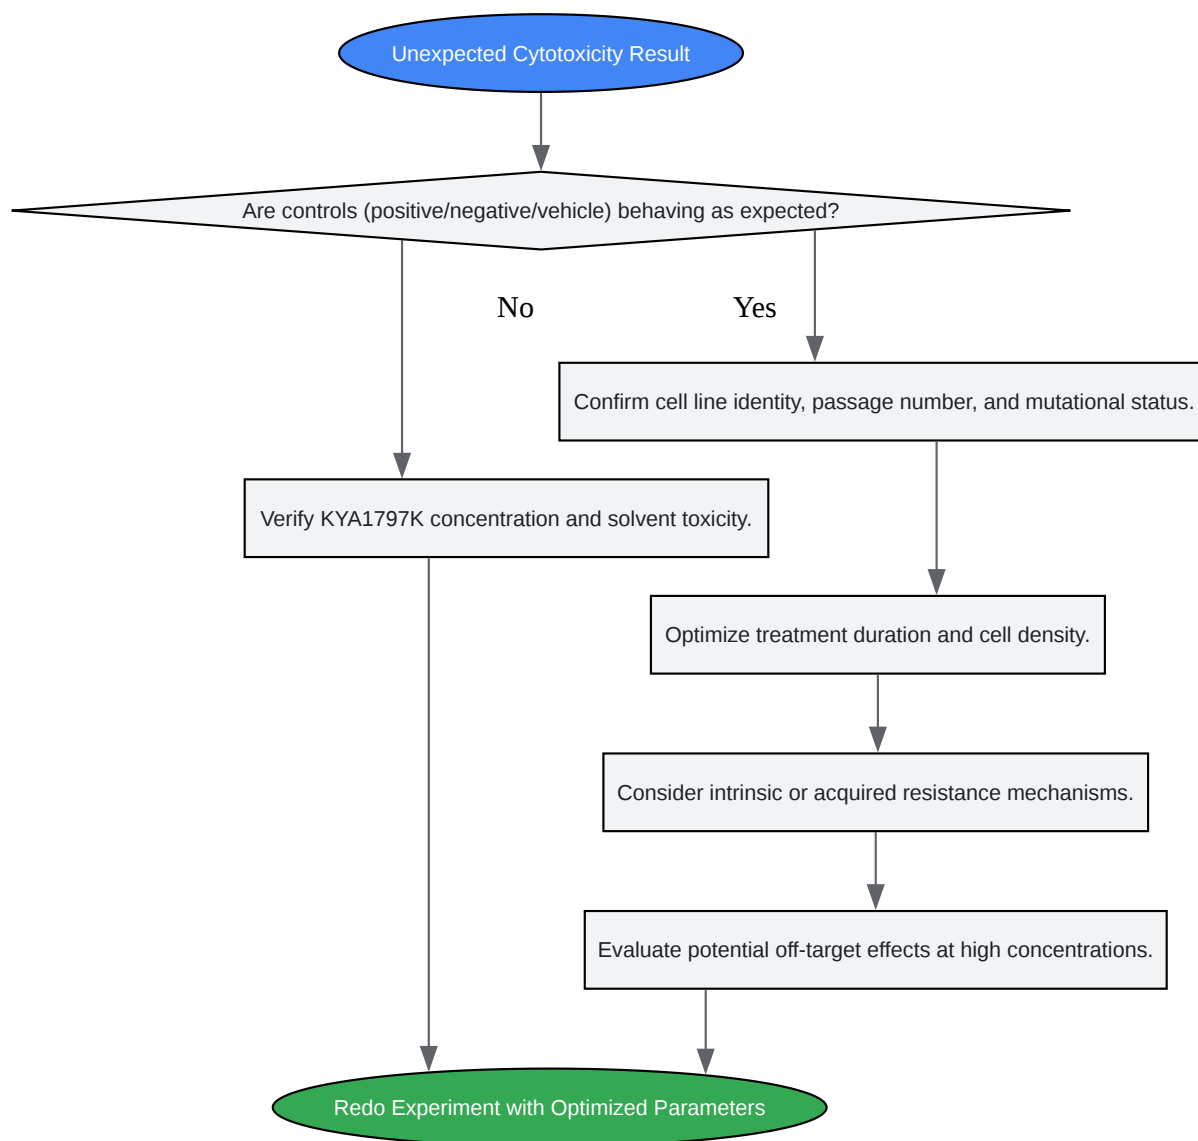 Unexpected Cytotoxicity Result
Are controls (positive/negative/vehicle) behaving as expected?
No
Yes
Confirm cell line identity, passage number, and mutational status.
Verify KYA1797K concentration and solvent toxicity.
Optimize treatment duration and cell density.
Consider intrinsic or acquired resistance mechanisms.
Evaluate potential off-target effects at high concentrations.
Redo Experiment with Optimized Parameters